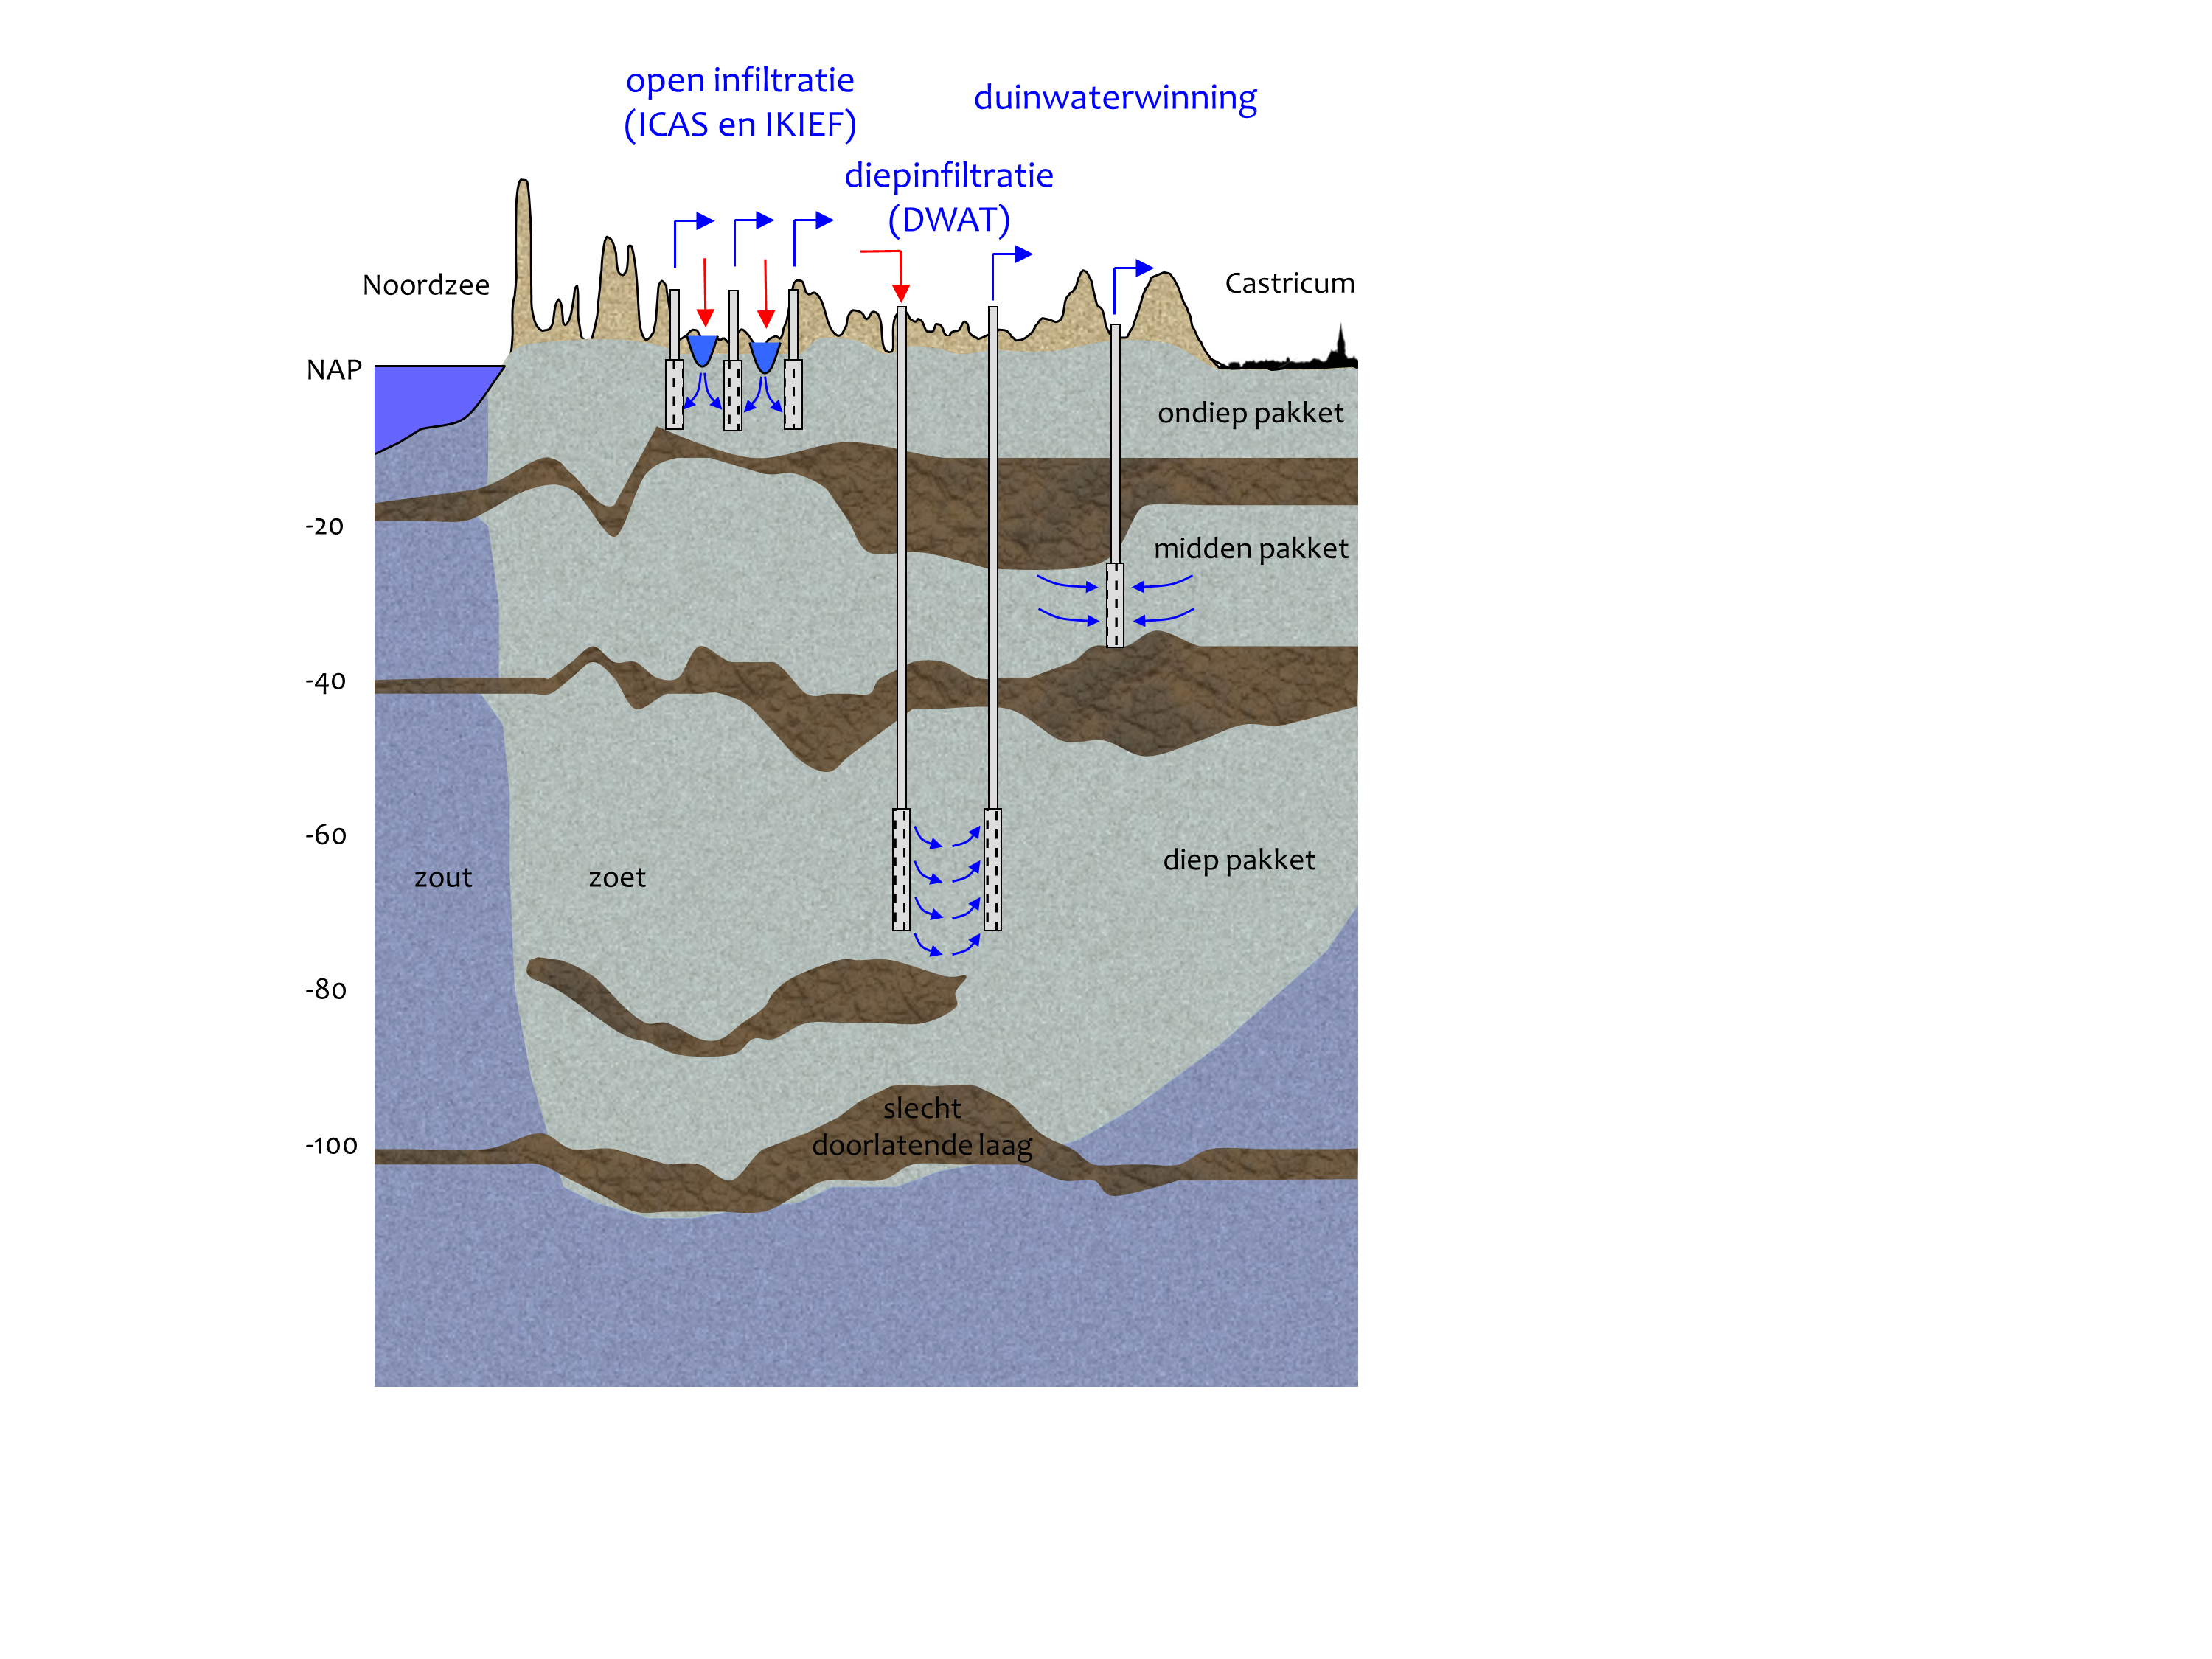 open infiltratie
(ICAS en IKIEF)
duinwaterwinning
diepinfiltratie
(DWAT)
Noordzee
Castricum
NAP
ondiep pakket
-20
midden pakket
-40
-60
diep pakket
zout
zoet
-80
slecht
doorlatende laag
-100